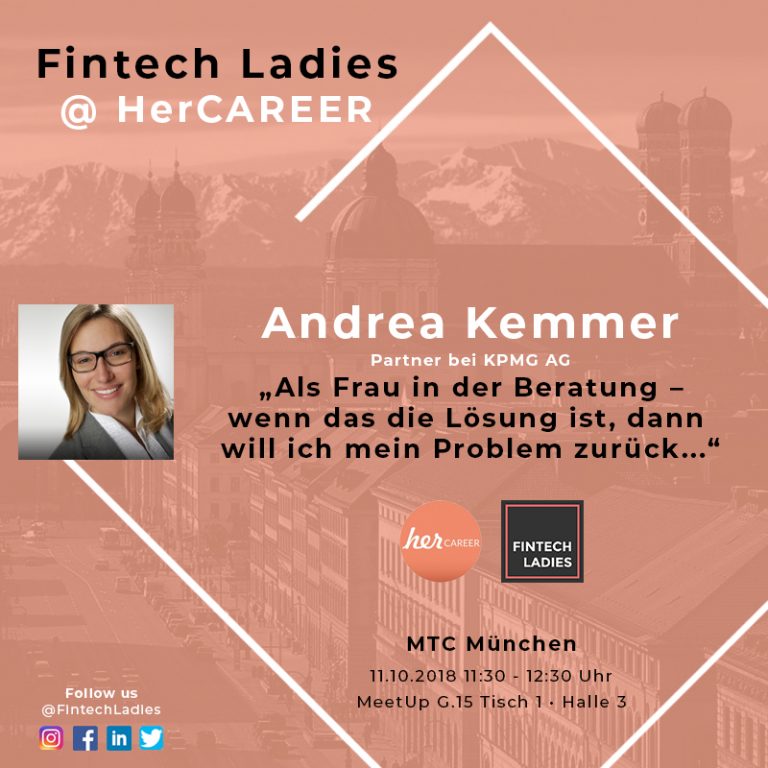 Fintech Ladies
@ HerCAREER
Andrea Kemmer
Partner bei KPMG AG
„Als Frau in der Beratung –
wenn das die Lösung ist, dann
will ich mein Problem zurück...“
her CAREER
FINTECH
LADIES
MTC München
11.10.2018 11:30 - 12:30 Uhr
MeetUp G.15 Tisch 1 • Halle 3
Follow us
@FintechLadies